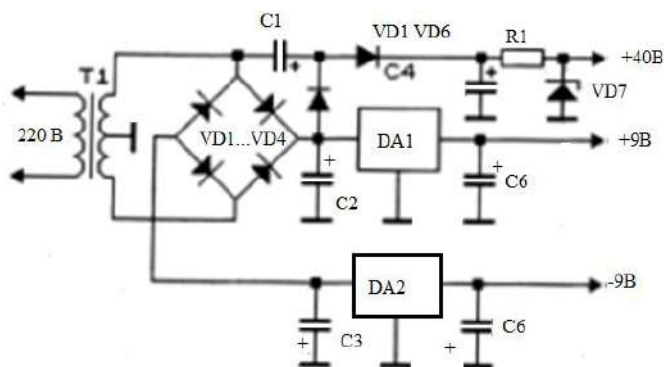 C1
VD1 VD6
R1
+40В
T1
C4
VD7
220 В
VD1...VD4
DA1
+9В
+
C2
+
C6
DA2
-9В
+
C3
+
C6